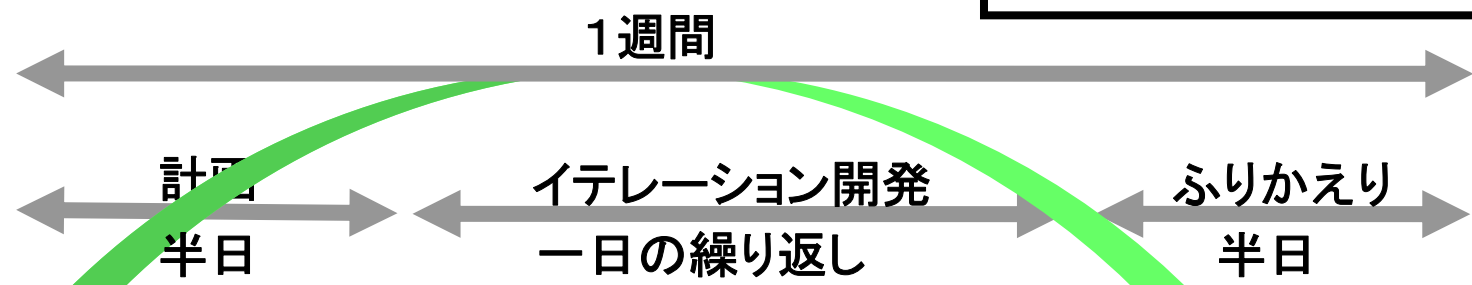 １週間
計画
イテレーション開発
ふりかえり
半日
一日の繰り返し
半日